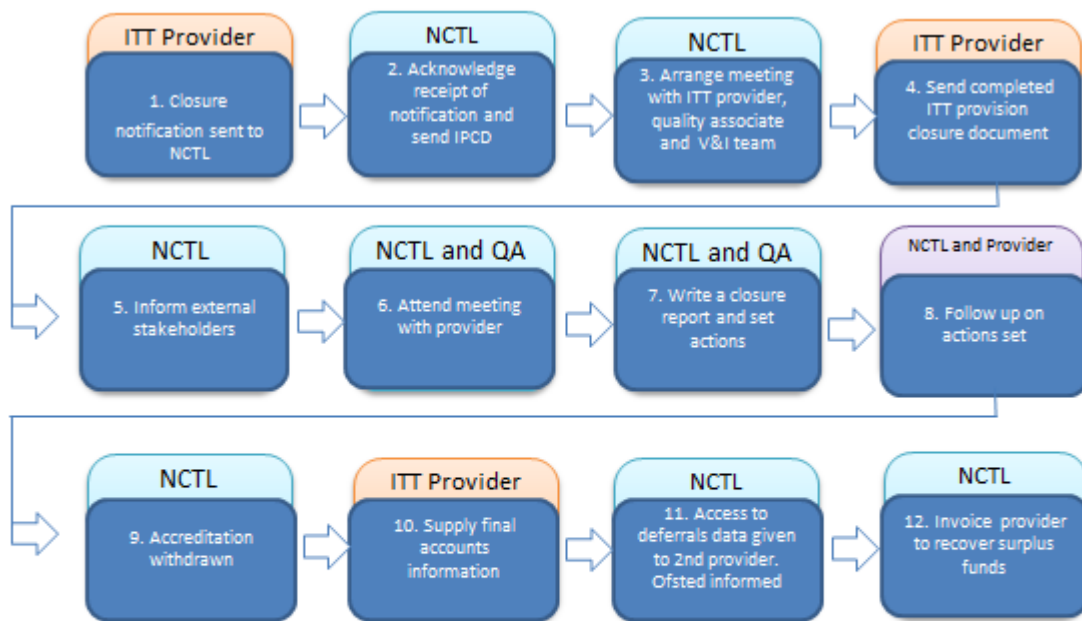 ITT Provider
1. Closure
notification sent to
NCTL
NCTL
2. Acknowledge
receipt of
notification and
send IPCD
NCTL
3. Arrange meeting
with ITT provider,
quality associate
and V&I team
ITT Provider
4. Send completed
ITT provision
closure document
NCTL
5. Inform external
stakeholders
NCTL and QA
6. Attend meeting
with provider
NCTL and QA
7. Write a closure
report and set
actions
NCTL and Provider
8. Follow up on
actions set
NCTL
9. Accreditation
withdrawn
ITT Provider
10. Supply final
accounts
information
NCTL
11. Access to
deferrals data given
to 2nd provider.
Ofsted informed
NCTL
12. Invoice provider
to recover surplus
funds